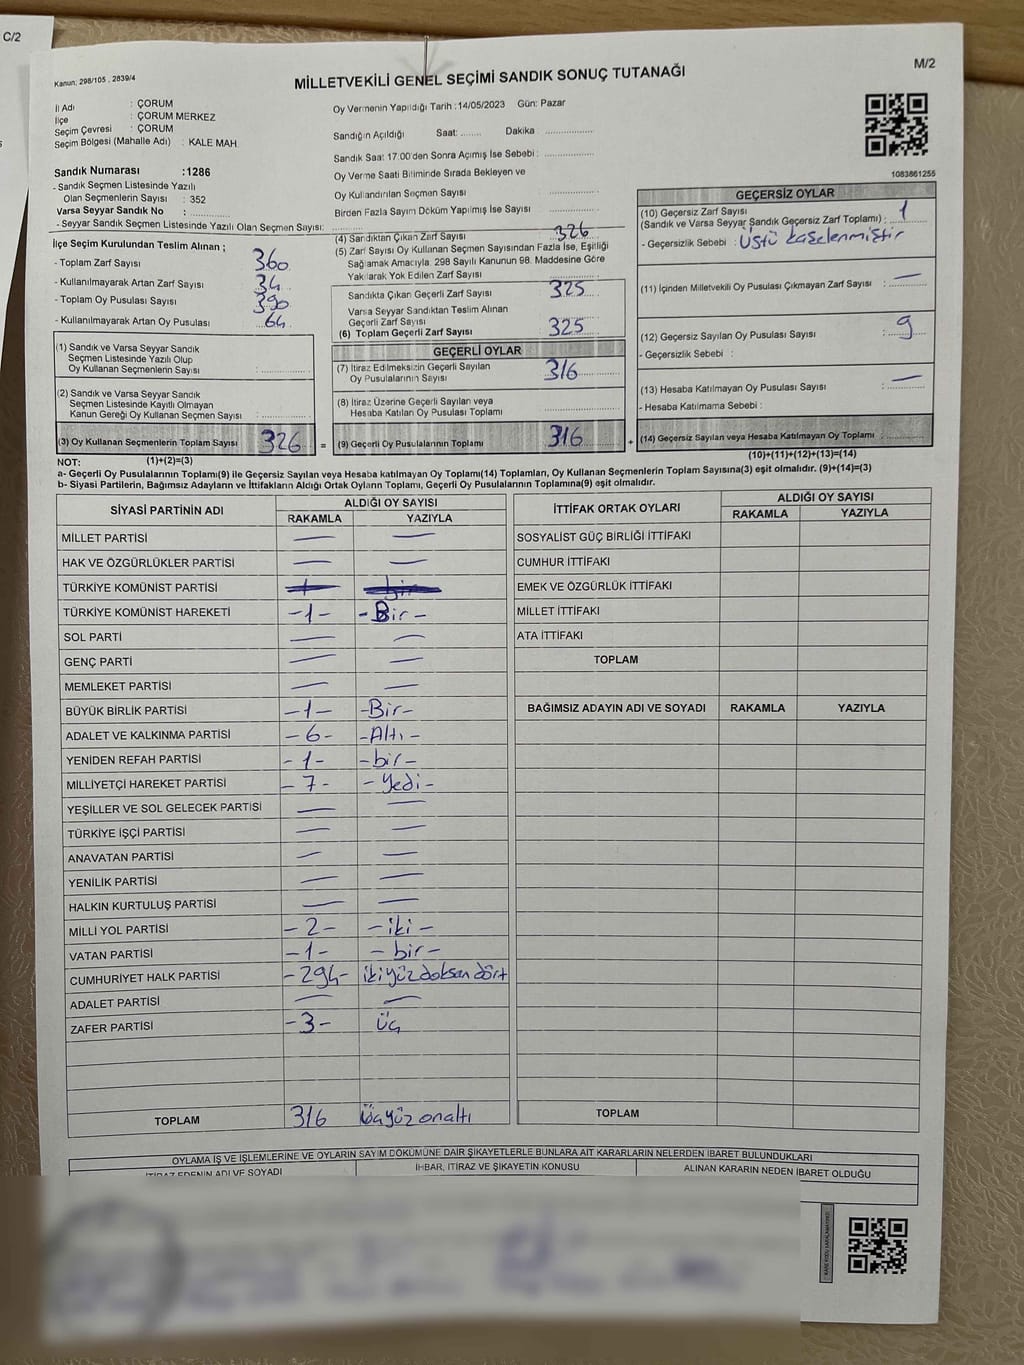 C/2
Kanun: 298/105 , 2839/4
MİLLETVEKİLİ GENEL SEÇİMİ SANDIK SONUÇ TUTANAĞI
M/2
İl Adı : ÇORUM
İlçe : ÇORUM MERKEZ
Seçim Çevresi : ÇORUM
Seçim Bölgesi (Mahalle Adı) : KALE MAH.
Sandık Numarası :1286
- Sandık Seçmen Listesinde Yazılı
Olan Seçmenlerin Sayısı : 352
Varsa Seyyar Sandık No :
- Seyyar Sandık Seçmen Listesinde Yazılı Olan Seçmen Sayısı:
Oy Vermenin Yapıldığı Tarih :14/05/2023 Gün: Pazar
Sandığın Açıldığı Saat: ....... Dakika ...............
Sandık Saat 17:00'den Sonra Açımış İse Sebebi :
Oy Verme Saati Bitiminde Sırada Bekleyen ve
Oy Kullandırılan Seçmen Sayısı
Birden Fazla Sayım Döküm Yapılmış İse Sayısı
1083861255
İlçe Seçim Kurulundan Teslim Alınan ;
- Toplam Zarf Sayısı 360
- Kullanılmayarak Artan Zarf Sayısı 34
- Toplam Oy Pusulası Sayısı 390
- Kullanılmayarak Artan Oy Pusulası 64
(1) Sandık ve Varsa Seyyar Sandık
Seçmen Listesinde Yazılı Olup
Oy Kullanan Seçmenlerin Sayısı :
(2) Sandık ve Varsa Seyyar Sandık
Seçmen Listesinde Kayıtlı Olmayan
Kanun Gereği Oy Kullanan Seçmen Sayısı :
(3) Oy Kullanan Seçmenlerin Toplam Sayısı 326 =
(1)+(2)=(3)
(4) Sandıktan Çıkan Zarf Sayısı 326
(5) Zarf Sayısı Oy Kullanan Seçmen Sayısından Fazla İse, Eşitliği
Sağlamak Amacıyla, 298 Sayılı Kanunun 98. Maddesine Göre
Yakılarak Yok Edilen Zarf Sayısı
Sandıkta Çıkan Geçerli Zarf Sayısı 325
Varsa Seyyar Sandıktan Teslim Alınan
Geçerli Zarf Sayısı
(6) Toplam Geçerli Zarf Sayısı 325
GEÇERLİ OYLAR
(7) İtiraz Edilmeksizin Geçerli Sayılan
Oy Pusulalarının Sayısı 316
(8) İtiraz Üzerine Geçerli Sayılan veya
Hesaba Katılan Oy Pusulası Toplamı
(9) Geçerli Oy Pusulalarının Toplamı 316 +
GEÇERSİZ OYLAR
(10) Geçersiz Zarf Sayısı
(Sandık ve Varsa Seyyar Sandık Geçersiz Zarf Toplamı) : 1
- Geçersizlik Sebebi : Üstü kaşelenmiştir
(11) İçinden Milletvekili Oy Pusulası Çıkmayan Zarf Sayısı : —
(12) Geçersiz Sayılan Oy Pusulası Sayısı : 9
- Geçersizlik Sebebi :
(13) Hesaba Katılmayan Oy Pusulası Sayısı : —
- Hesaba Katılmama Sebebi :
(14) Geçersiz Sayılan veya Hesaba Katılmayan Oy Toplamı :
(10)+(11)+(12)+(13)=(14)
NOT:
a- Geçerli Oy Pusulalarının Toplamı(9) ile Geçersiz Sayılan veya Hesaba katılmayan Oy Toplamı(14) Toplamları, Oy Kullanan Seçmenlerin Toplam Sayısına(3) eşit olmalıdır. (9)+(14)=(3)
b- Siyasi Partilerin, Bağımsız Adayların ve İttifakların Aldığı Ortak Oyların Toplamı, Geçerli Oy Pusulalarının Toplamına(9) eşit olmalıdır.
SİYASİ PARTİNİN ADI ALDIĞI OY SAYISI
RAKAMLA YAZIYLA
MİLLET PARTİSİ — —
HAK VE ÖZGÜRLÜKLER PARTİSİ — —
TÜRKİYE KOMÜNİST PARTİSİ
TÜRKİYE KOMÜNİST HAREKETİ -1- -Bir-
SOL PARTİ — —
GENÇ PARTİ — —
MEMLEKET PARTİSİ — —
BÜYÜK BİRLİK PARTİSİ -1- -Bir-
ADALET VE KALKINMA PARTİSİ -6- -Altı-
YENİDEN REFAH PARTİSİ -1- -bir-
MİLLİYETÇİ HAREKET PARTİSİ -7- -Yedi-
YEŞİLLER VE SOL GELECEK PARTİSİ — —
TÜRKİYE İŞÇİ PARTİSİ — —
ANAVATAN PARTİSİ — —
YENİLİK PARTİSİ — —
HALKIN KURTULUŞ PARTİSİ — —
MİLLİ YOL PARTİSİ -2- -iki-
VATAN PARTİSİ -1- -bir-
CUMHURİYET HALK PARTİSİ -294- ikiyüzdoksandört
ADALET PARTİSİ — —
ZAFER PARTİSİ -3- üç
TOPLAM 316 üçyüzonaltı
İTTİFAK ORTAK OYLARI ALDIĞI OY SAYISI
RAKAMLA YAZIYLA
SOSYALİST GÜÇ BİRLİĞİ İTTİFAKI
CUMHUR İTTİFAKI
EMEK VE ÖZGÜRLÜK İTTİFAKI
MİLLET İTTİFAKI
ATA İTTİFAKI
TOPLAM
BAĞIMSIZ ADAYIN ADI VE SOYADI RAKAMLA YAZIYLA
TOPLAM
OYLAMA İŞ VE İŞLEMLERİNE VE OYLARIN SAYIM DÖKÜMÜNE DAİR ŞİKAYETLERLE BUNLARA AİT KARARLARIN NELERDEN İBARET BULUNDUKLARI
İTİRAZ EDENİN ADI VE SOYADI İHBAR, İTİRAZ VE ŞİKAYETİN KONUSU ALINAN KARARIN NEDEN İBARET OLDUĞU